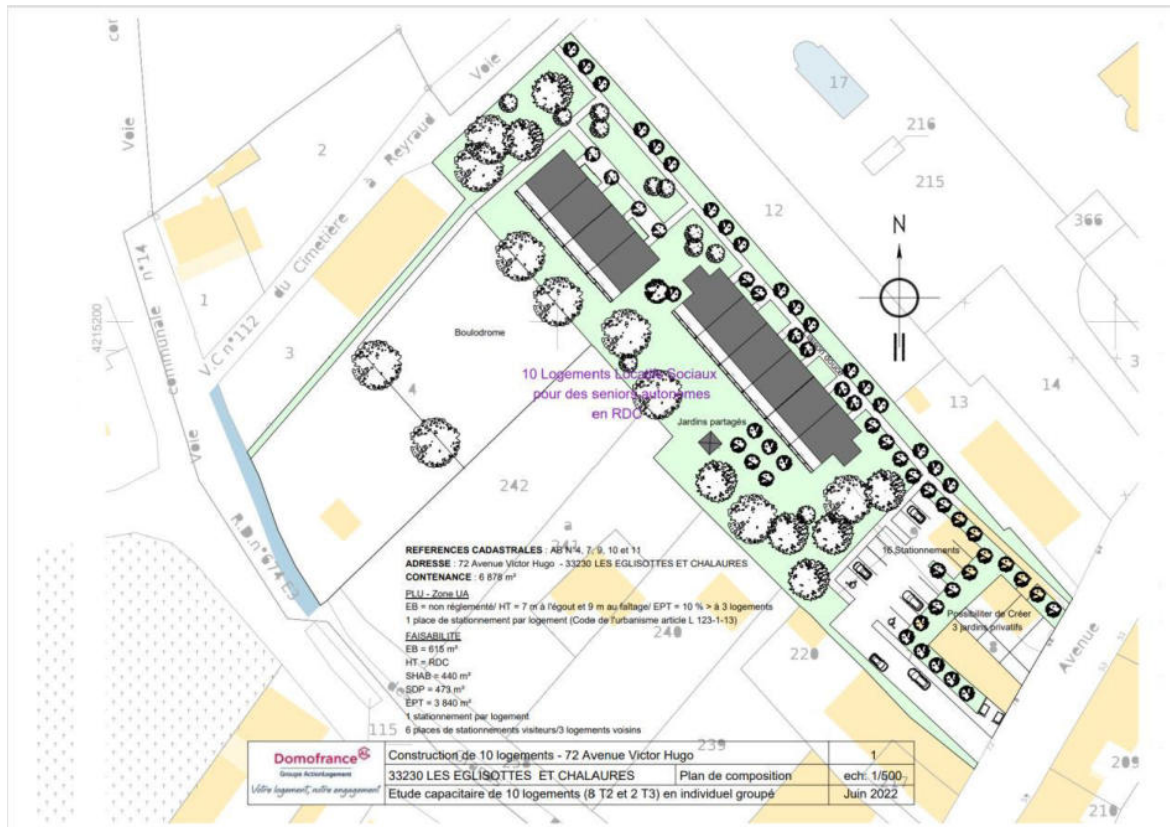 Voie
Voie
2
à Reyraud
du Cimetière
V.C n°112
communale n°14
Voie
1
3
4215200
R.D.n°674 E3
17
216
215
366
12
N
Boulodrome
4
10 Logements Locatifs Sociaux
pour des seniors autonomes
en RDC
Jardins partagés
14
13
242
241
240
220
239
115
16 Stationnements
Possibiliter de Créer
3 jardins privatifs
Avenue
209
210
REFERENCES CADASTRALES : AB N°4, 7, 9, 10 et 11
ADRESSE : 72 Avenue Victor Hugo - 33230 LES EGLISOTTES ET CHALAURES
CONTENANCE : 6 878 m²
PLU - Zone UA
EB = non réglementé/ HT = 7 m à l'égout et 9 m au faîtage/ EPT = 10 % > à 3 logements
1 place de stationnement par logement (Code de l'urbanisme article L 123-1-13)
FAISABILITE
EB = 615 m²
HT = RDC
SHAB = 440 m²
SDP = 473 m²
EPT = 3 840 m²
1 stationnement par logement
6 places de stationnements visiteurs/3 logements voisins
Domofrance
Groupe ActionLogement
Votre logement, notre engagement
Construction de 10 logements - 72 Avenue Victor Hugo
1
33230 LES EGLISOTTES ET CHALAURES
Plan de composition
ech: 1/500
Etude capacitaire de 10 logements (8 T2 et 2 T3) en individuel groupé
Juin 2022